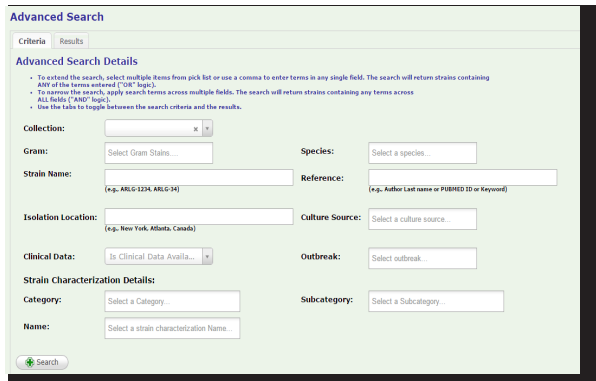 Advanced Search
Criteria Results
Advanced Search Details
• To extend the search, select multiple items from pick list or use a comma to enter terms in any single field. The search will return strains containing
ANY of the terms entered ("OR" logic).
• To narrow the search, apply search terms across multiple fields. The search will return strains containing any terms across
ALL fields ("AND" logic).
• Use the tabs to toggle between the search criteria and the results.
Collection: x
Gram: Select Gram Stains.... Species: Select a species...
Strain Name: Reference:
(e.g., ARLG-1234, ARLG-34) (e.g., Author Last name or PUBMED ID or Keyword)
Isolation Location: Culture Source: Select a culture source...
(e.g., New York, Atlanta, Canada)
Clinical Data: Is Clinical Data Availa... Outbreak: Select outbreak...
Strain Characterization Details:
Category: Select a Category... Subcategory: Select a Subcategory...
Name: Select a strain characterization Name...
Search